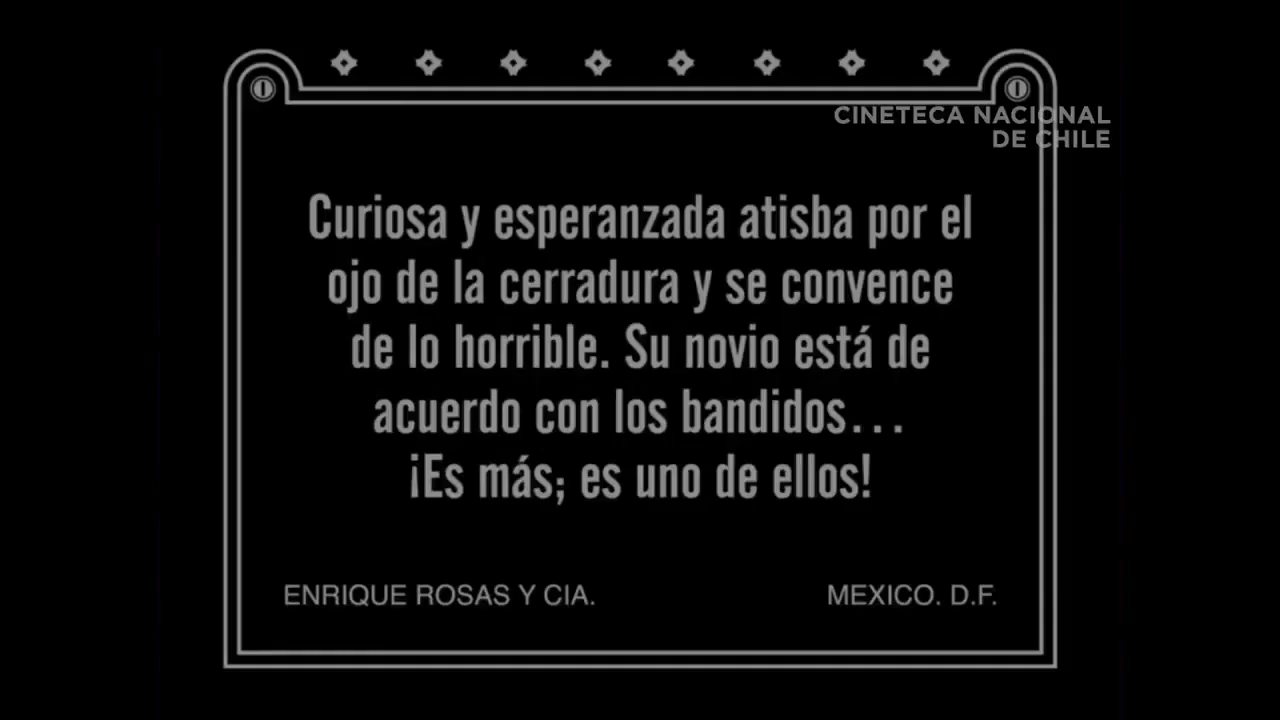 CINETECA NACIONAL
DE CHILE
Curiosa y esperanzada atisba por el
ojo de la cerradura y se convence
de lo horrible. Su novio está de
acuerdo con los bandidos...
¡Es más; es uno de ellos!
ENRIQUE ROSAS Y CIA.
MEXICO. D.F.